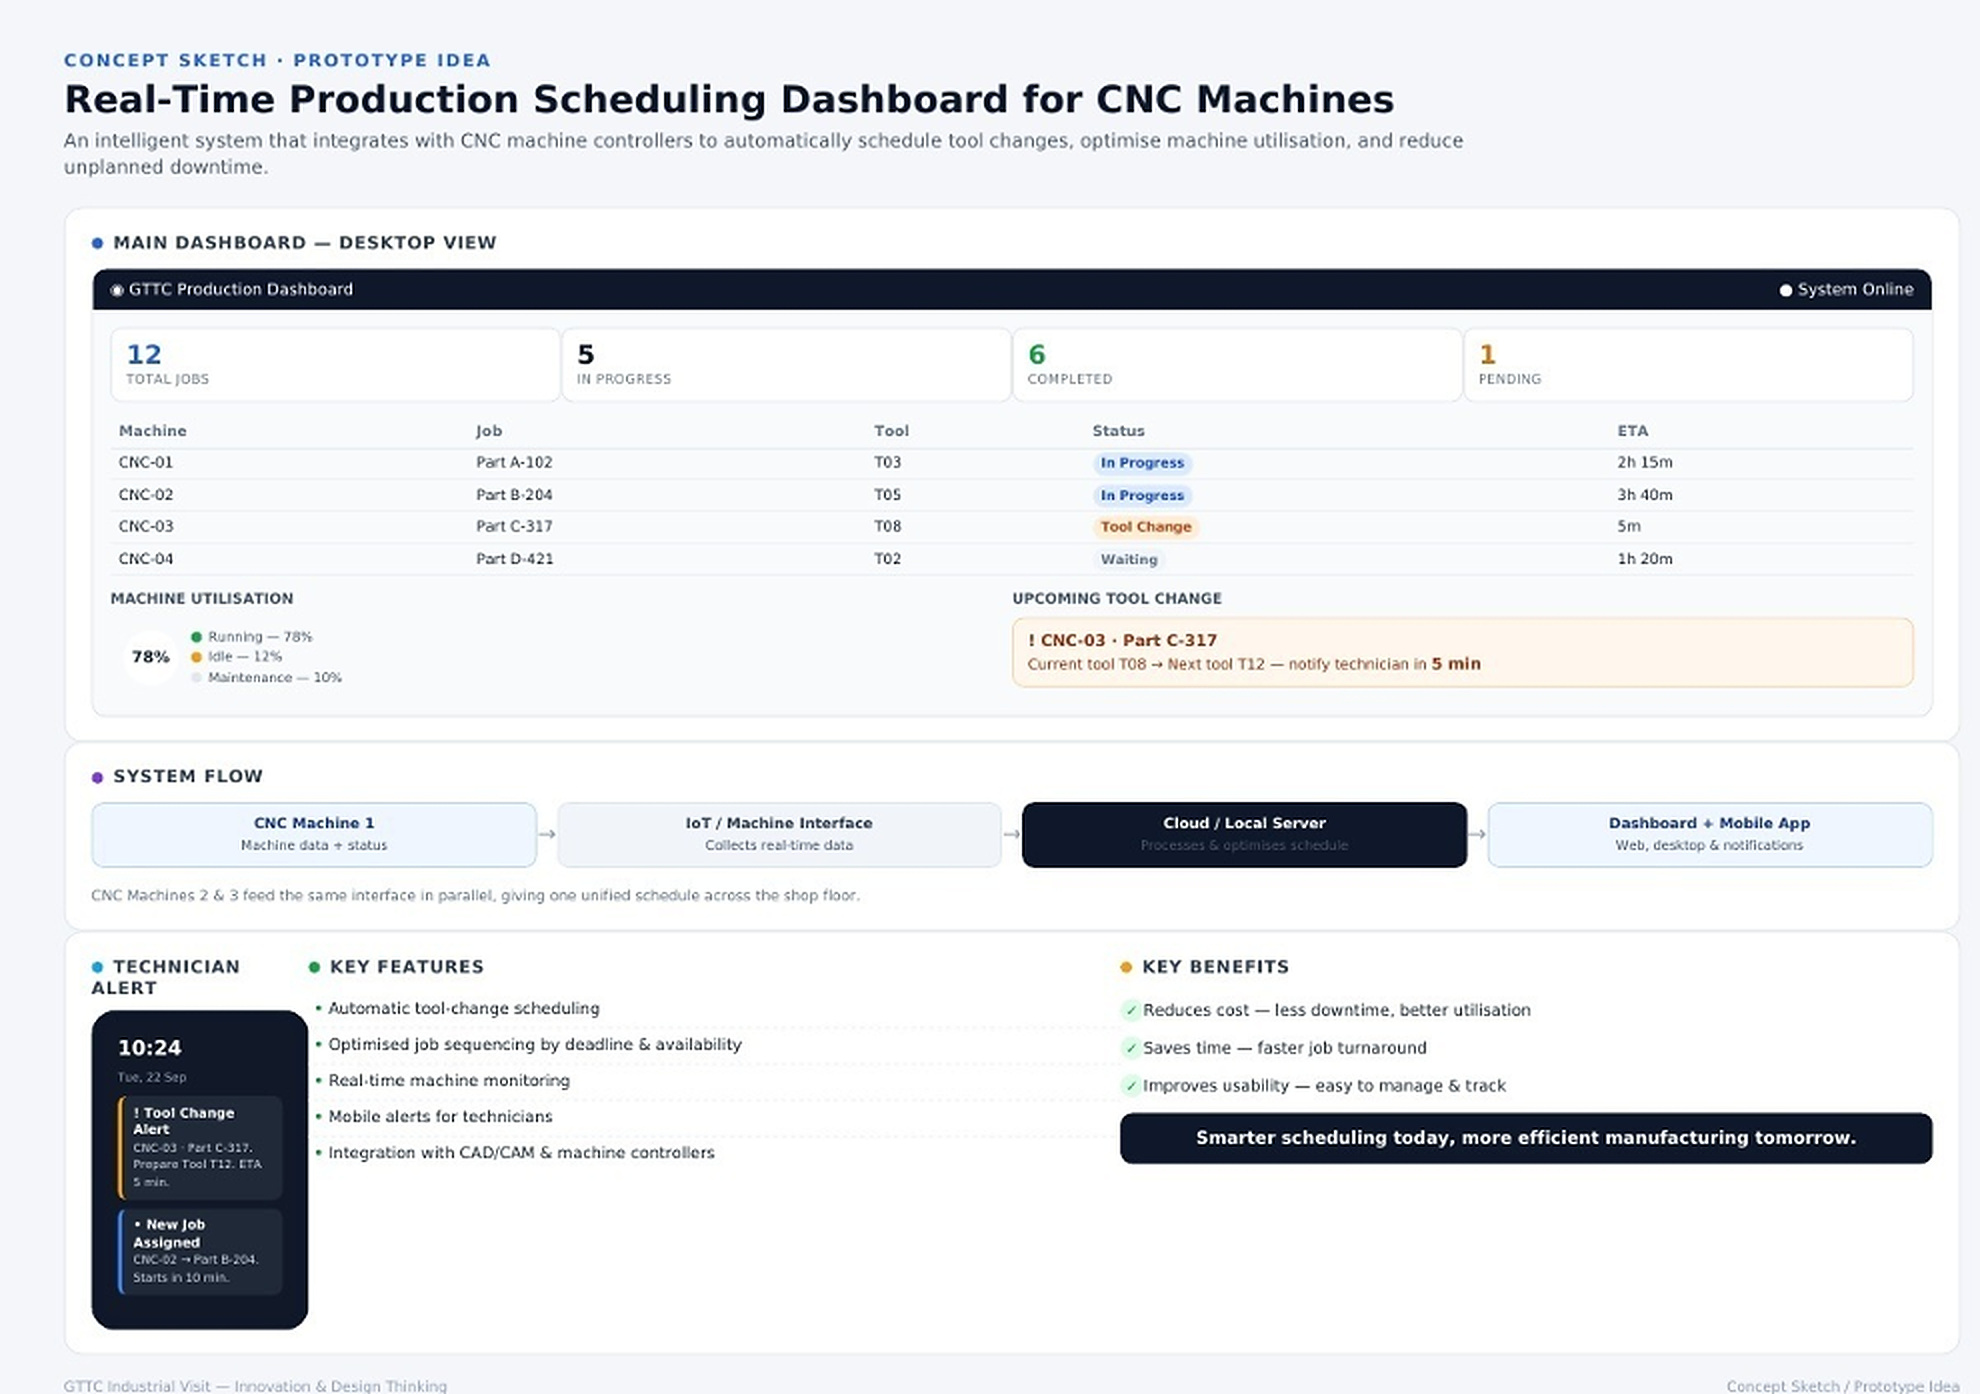 CONCEPT SKETCH · PROTOTYPE IDEA
Real-Time Production Scheduling Dashboard for CNC Machines
An intelligent system that integrates with CNC machine controllers to automatically schedule tool changes, optimise machine utilisation, and reduce
unplanned downtime.
MAIN DASHBOARD — DESKTOP VIEW
◉ GTTC Production Dashboard
● System Online
12
TOTAL JOBS
5
IN PROGRESS
6
COMPLETED
1
PENDING
Machine Job Tool Status ETA
CNC-01 Part A-102 T03 In Progress 2h 15m
CNC-02 Part B-204 T05 In Progress 3h 40m
CNC-03 Part C-317 T08 Tool Change 5m
CNC-04 Part D-421 T02 Waiting 1h 20m
MACHINE UTILISATION
78%
Running — 78%
Idle — 12%
Maintenance — 10%
UPCOMING TOOL CHANGE
! CNC-03 · Part C-317
Current tool T08 → Next tool T12 — notify technician in 5 min
SYSTEM FLOW
CNC Machine 1
Machine data + status
→
IoT / Machine Interface
Collects real-time data
→
Cloud / Local Server
Processes & optimises schedule
→
Dashboard + Mobile App
Web, desktop & notifications
CNC Machines 2 & 3 feed the same interface in parallel, giving one unified schedule across the shop floor.
TECHNICIAN
ALERT
10:24
Tue, 22 Sep
! Tool Change
Alert
CNC-03 · Part C-317.
Prepare Tool T12. ETA
5 min.
• New Job
Assigned
CNC-02 → Part B-204.
Starts in 10 min.
KEY FEATURES
• Automatic tool-change scheduling
• Optimised job sequencing by deadline & availability
• Real-time machine monitoring
• Mobile alerts for technicians
• Integration with CAD/CAM & machine controllers
KEY BENEFITS
✓ Reduces cost — less downtime, better utilisation
✓ Saves time — faster job turnaround
✓ Improves usability — easy to manage & track
Smarter scheduling today, more efficient manufacturing tomorrow.
GTTC Industrial Visit — Innovation & Design Thinking
Concept Sketch / Prototype Idea